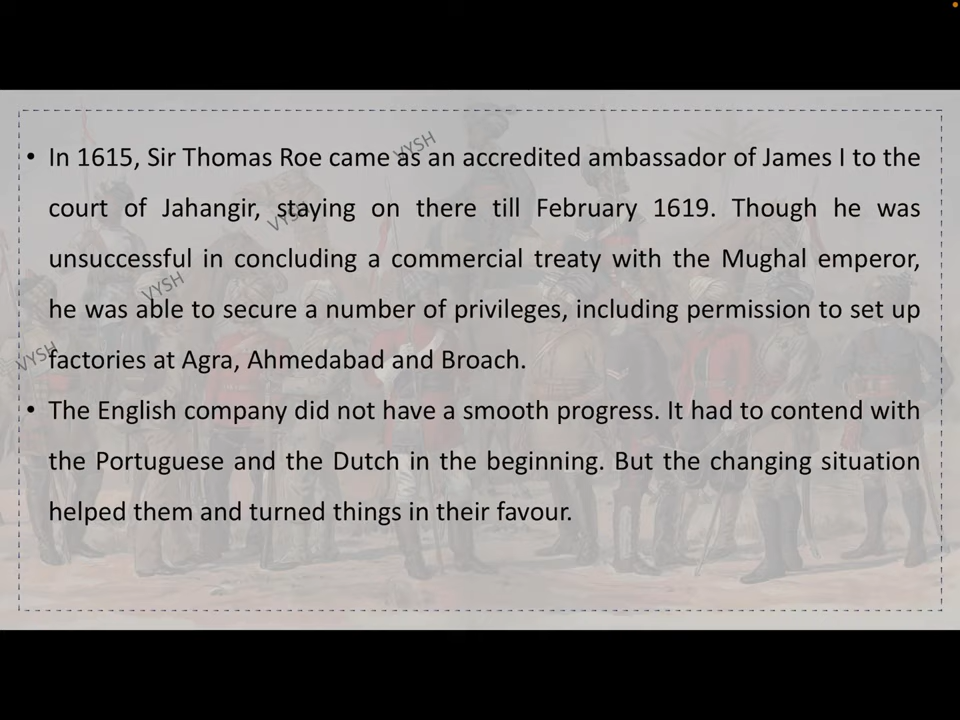 • In 1615, Sir Thomas Roe came as an accredited ambassador of James I to the
court of Jahangir, staying on there till February 1619. Though he was
unsuccessful in concluding a commercial treaty with the Mughal emperor,
he was able to secure a number of privileges, including permission to set up
factories at Agra, Ahmedabad and Broach.
• The English company did not have a smooth progress. It had to contend with
the Portuguese and the Dutch in the beginning. But the changing situation
helped them and turned things in their favour.
VYSH
VYSH
VYSH
VYSH